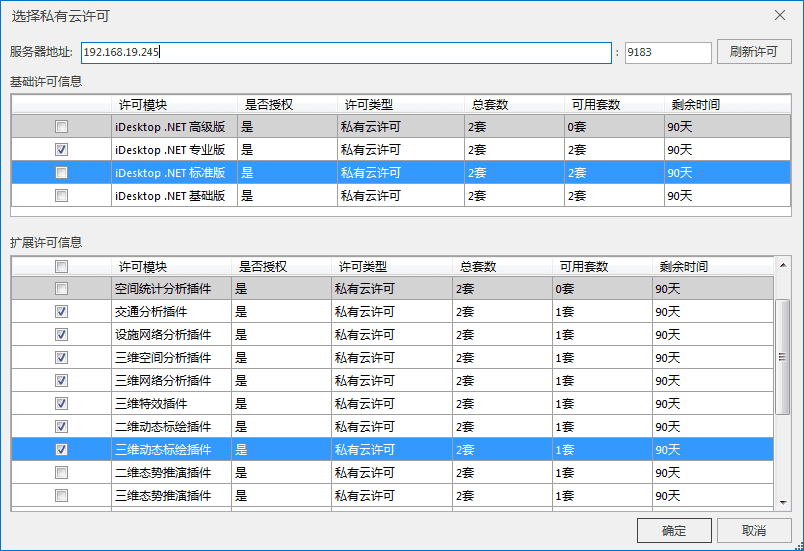 选择私有云许可
服务器地址: 192.168.19.245 : 9183 刷新许可
基础许可信息
许可模块 是否授权 许可类型 总套数 可用套数 剩余时间
iDesktop .NET 高级版 是 私有云许可 2套 0套 90天
iDesktop .NET 专业版 是 私有云许可 2套 2套 90天
iDesktop .NET 标准版 是 私有云许可 2套 2套 90天
iDesktop .NET 基础版 是 私有云许可 2套 2套 90天
扩展许可信息
许可模块 是否授权 许可类型 总套数 可用套数 剩余时间
空间统计分析插件 是 私有云许可 2套 0套 90天
交通分析插件 是 私有云许可 2套 1套 90天
设施网络分析插件 是 私有云许可 2套 1套 90天
三维空间分析插件 是 私有云许可 2套 1套 90天
三维网络分析插件 是 私有云许可 2套 1套 90天
三维特效插件 是 私有云许可 2套 1套 90天
二维动态标绘插件 是 私有云许可 2套 1套 90天
三维动态标绘插件 是 私有云许可 2套 1套 90天
二维态势推演插件 是 私有云许可 2套 1套 90天
三维态势推演插件 是 私有云许可 2套 1套 90天
确定 取消